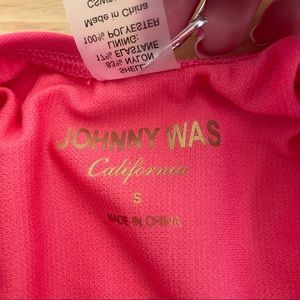 SHELL:
83% NYLON
17% ELASTANE
LINING:
100% POLYESTER
Made in China
JOHNNY WAS
California
S
MADE IN CHINA